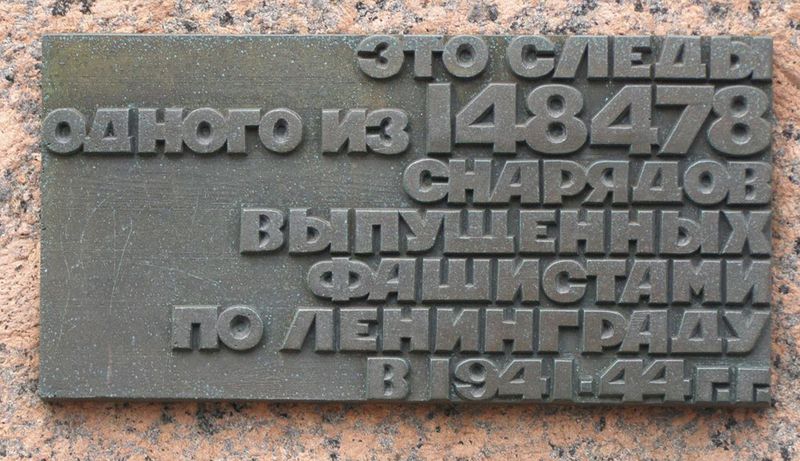 ЭТО СЛЕДЫ
ОДНОГО ИЗ 148478
СНАРЯДОВ
ВЫПУЩЕННЫХ
ФАШИСТАМИ
ПО ЛЕНИНГРАДУ
В 1941-44 г.г.